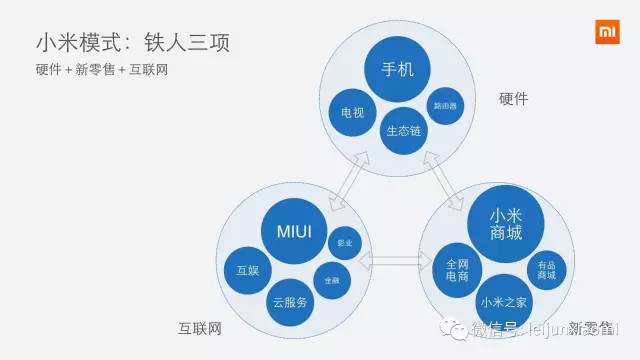 小米模式：铁人三项
硬件＋新零售＋互联网
MI
手机
电视
路由器
生态链
硬件
MIUI
影业
互娱
金融
云服务
互联网
小米
商城
全网
电商
有品
商城
小米之家
新零售
微信号: leijunxiaomi